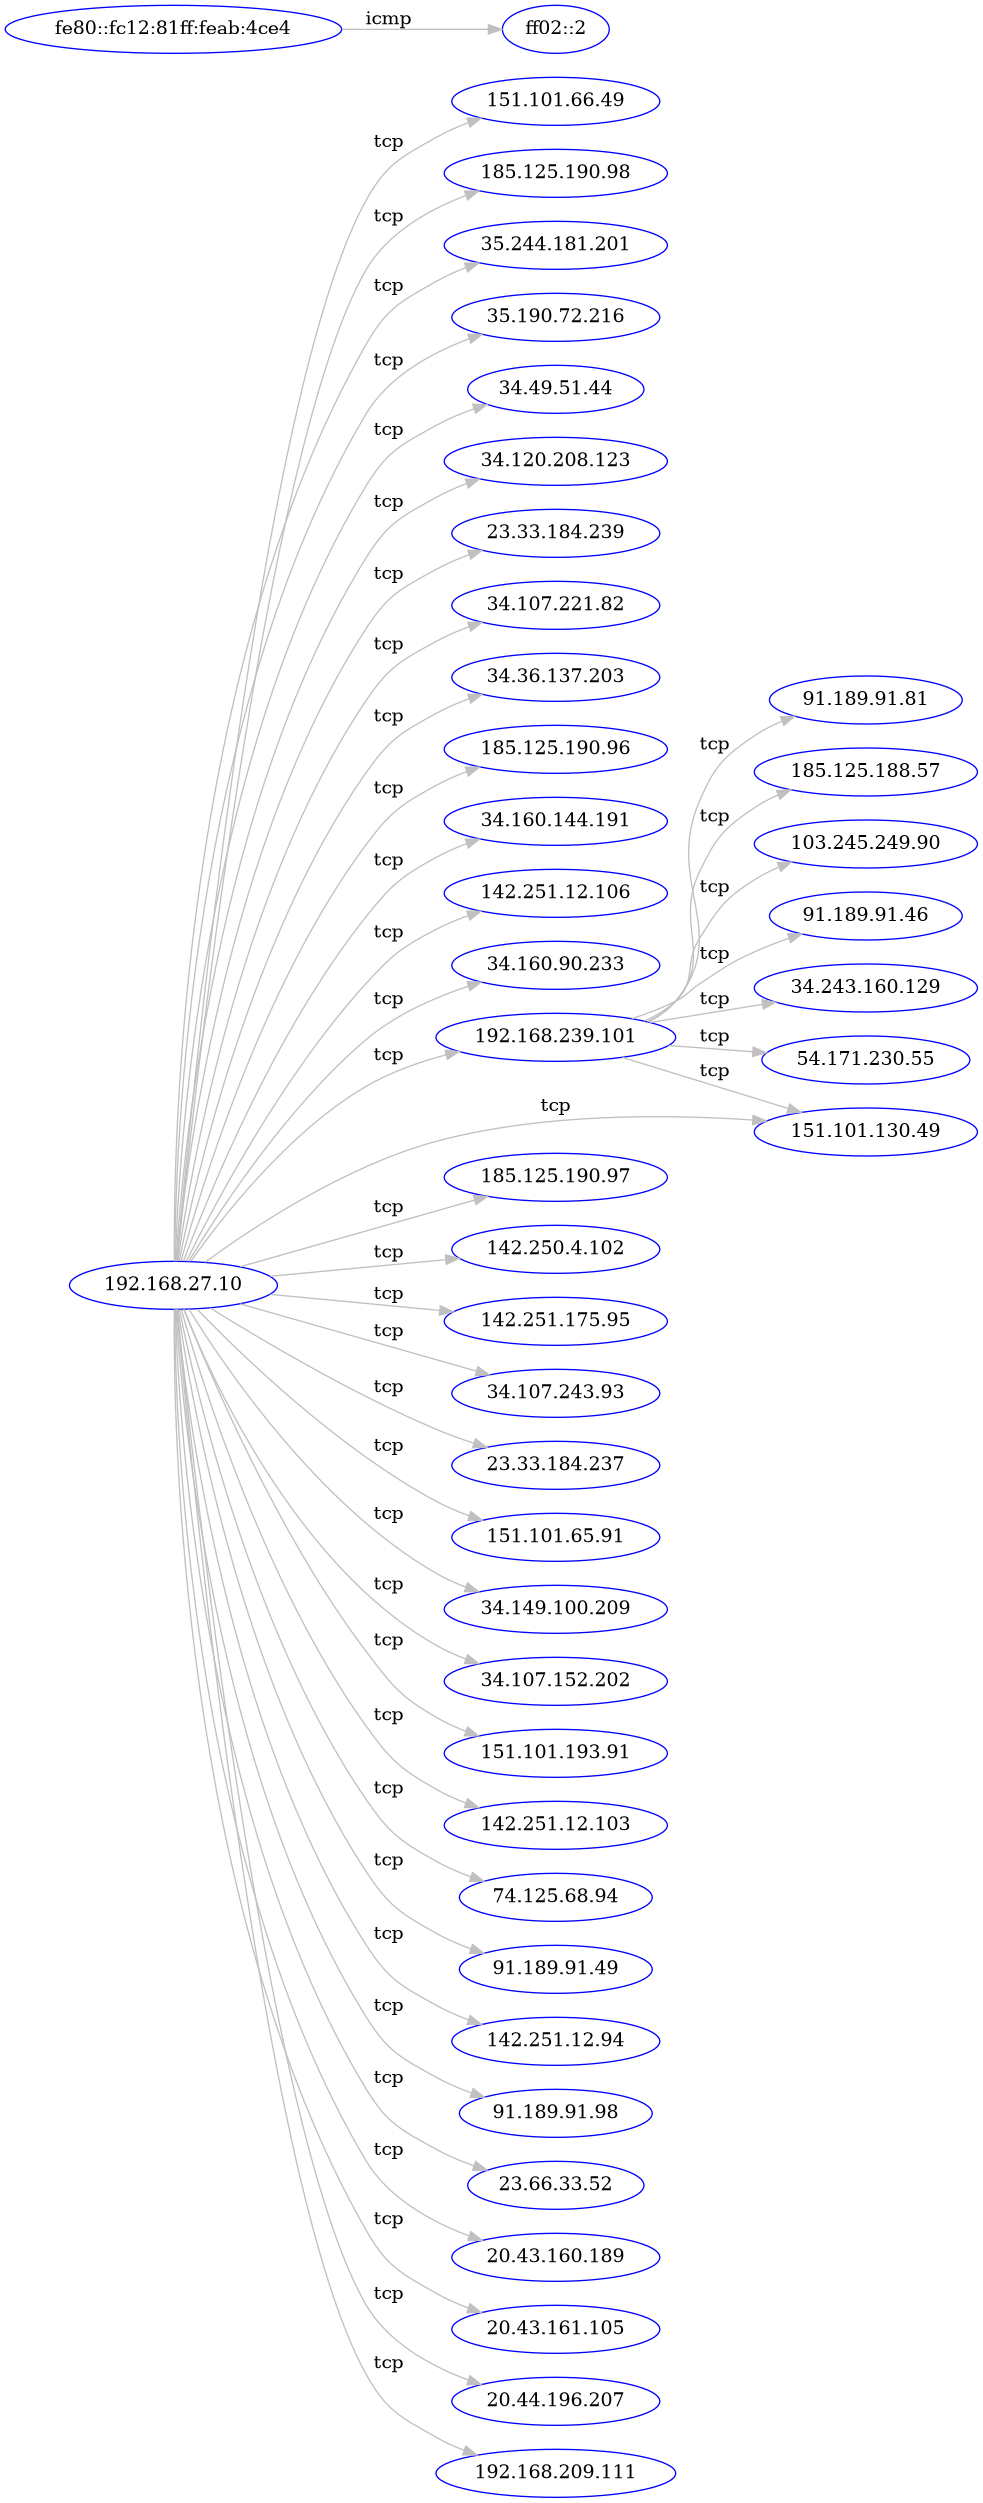 fe80::fc12:81ff:feab:4ce4
icmp
ff02::2
151.101.66.49
tcp
185.125.190.98
tcp
35.244.181.201
tcp
35.190.72.216
tcp
34.49.51.44
tcp
34.120.208.123
tcp
23.33.184.239
tcp
34.107.221.82
tcp
34.36.137.203
tcp
185.125.190.96
tcp
34.160.144.191
tcp
142.251.12.106
tcp
34.160.90.233
tcp
192.168.239.101
tcp
91.189.91.81
tcp
185.125.188.57
tcp
103.245.249.90
tcp
91.189.91.46
tcp
34.243.160.129
tcp
54.171.230.55
tcp
151.101.130.49
tcp
tcp
185.125.190.97
tcp
142.250.4.102
tcp
192.168.27.10
142.251.175.95
tcp
34.107.243.93
tcp
23.33.184.237
tcp
151.101.65.91
tcp
34.149.100.209
tcp
34.107.152.202
tcp
151.101.193.91
tcp
142.251.12.103
tcp
74.125.68.94
tcp
91.189.91.49
tcp
142.251.12.94
tcp
91.189.91.98
tcp
23.66.33.52
tcp
20.43.160.189
tcp
20.43.161.105
tcp
20.44.196.207
tcp
192.168.209.111
tcp